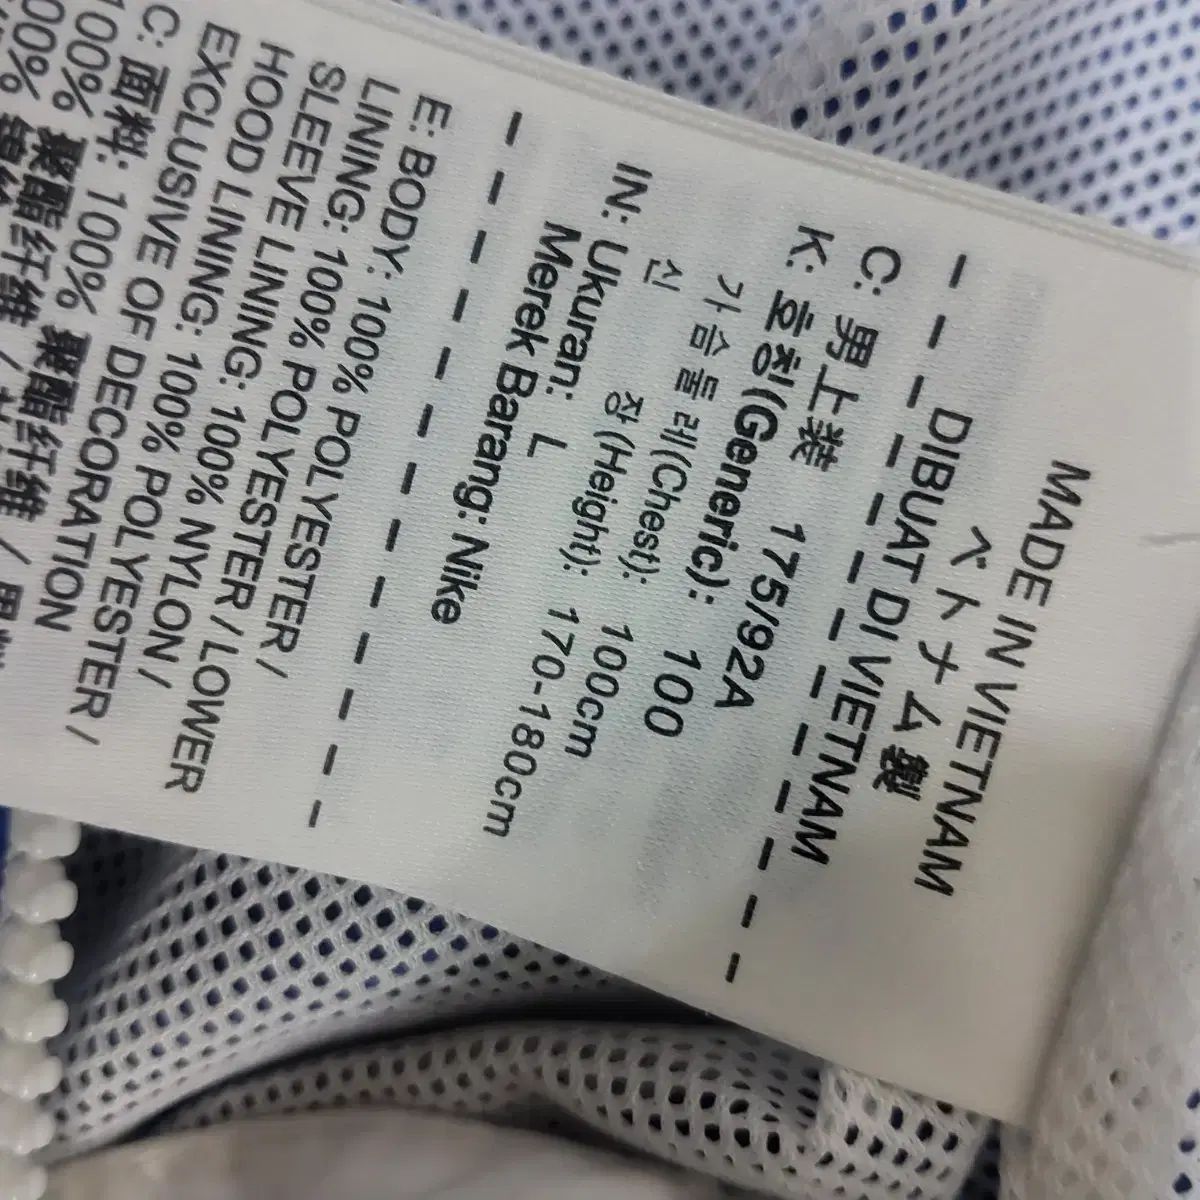 MADE IN VIETNAM
ベトナム製
DIBUAT DI VIETNAM
C: 男上装 175/92A
K: 호칭(Generic): 100
가슴둘레(Chest): 100cm
신 장(Height): 170-180cm
IN: Ukuran: L
Merek Barang: Nike
E: BODY: 100% POLYESTER
LINING: 100% POLYESTER /
SLEEVE LINING: 100% POLYESTER / LOWER
HOOD LINING: 100% NYLON /
EXCLUSIVE OF DECORATION
C: 面料: 100% 聚酯纤维
100% 聚酯纤维 /